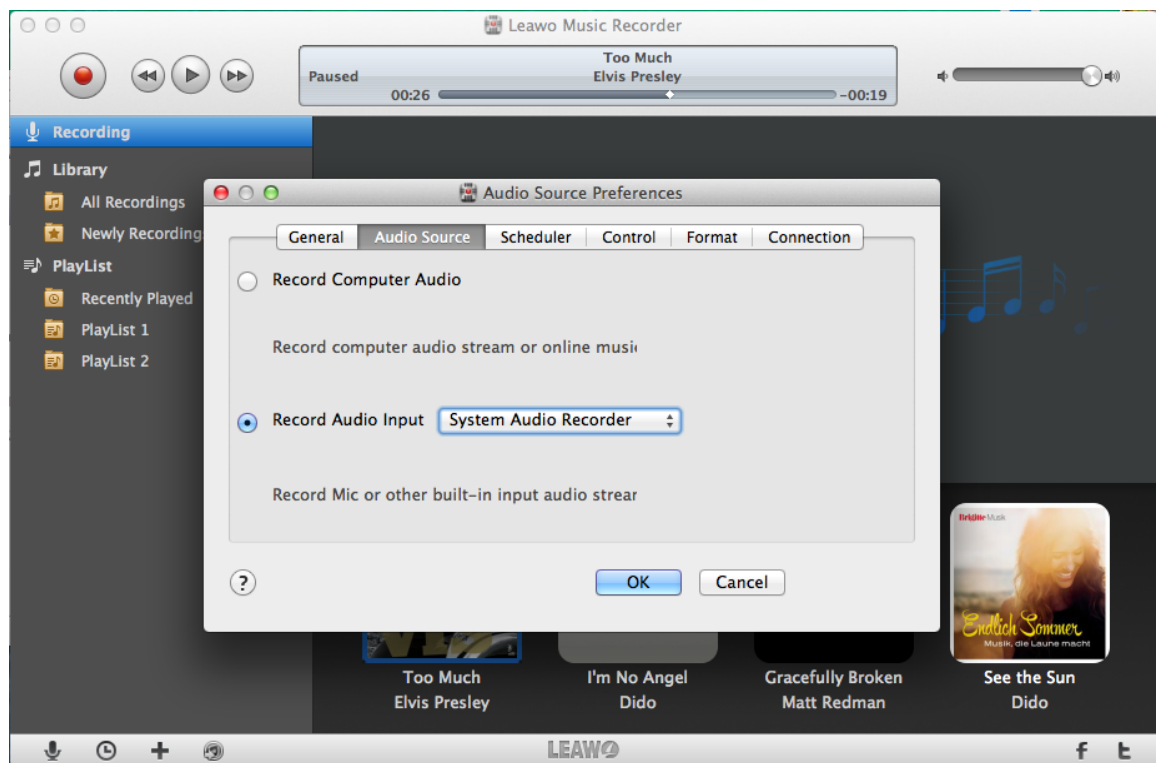 Leawo Music Recorder
Too Much
Paused
Elvis Presley
00:26
-00:19
Recording
Library
All Recordings
Newly Recording
PlayList
Recently Played
PlayList 1
PlayList 2
Audio Source Preferences
General Audio Source Scheduler Control Format Connection
Record Computer Audio
Record computer audio stream or online music
Record Audio Input System Audio Recorder
Record Mic or other built-in input audio strear
? OK Cancel
Brigitte Musik
Endlich Sommer
Musik, die Laune macht
Too Much
Elvis Presley
I'm No Angel
Dido
Gracefully Broken
Matt Redman
See the Sun
Dido
LEAWO